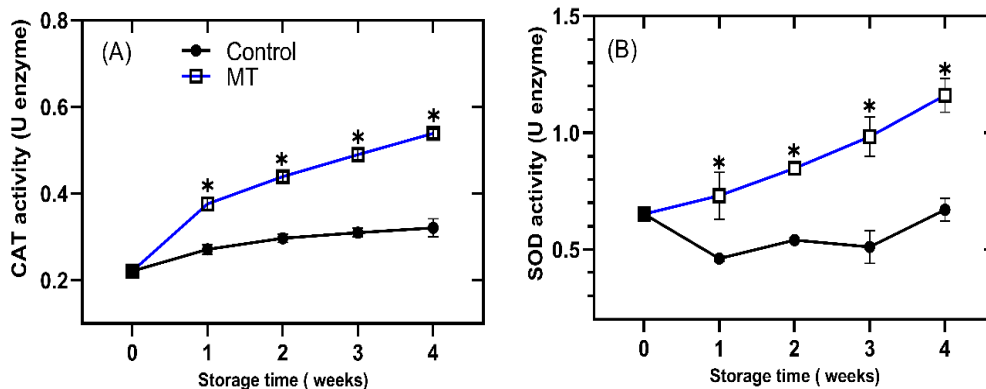 CAT activity (U enzyme)
0.8
0.6
0.4
0.2
(A)
Control
MT
*
*
*
*
0 1 2 3 4
Storage time ( weeks)
SOD activity (U enzyme)
1.5
1.0
0.5
(B)
*
*
*
*
0 1 2 3 4
Storage time ( weeks)